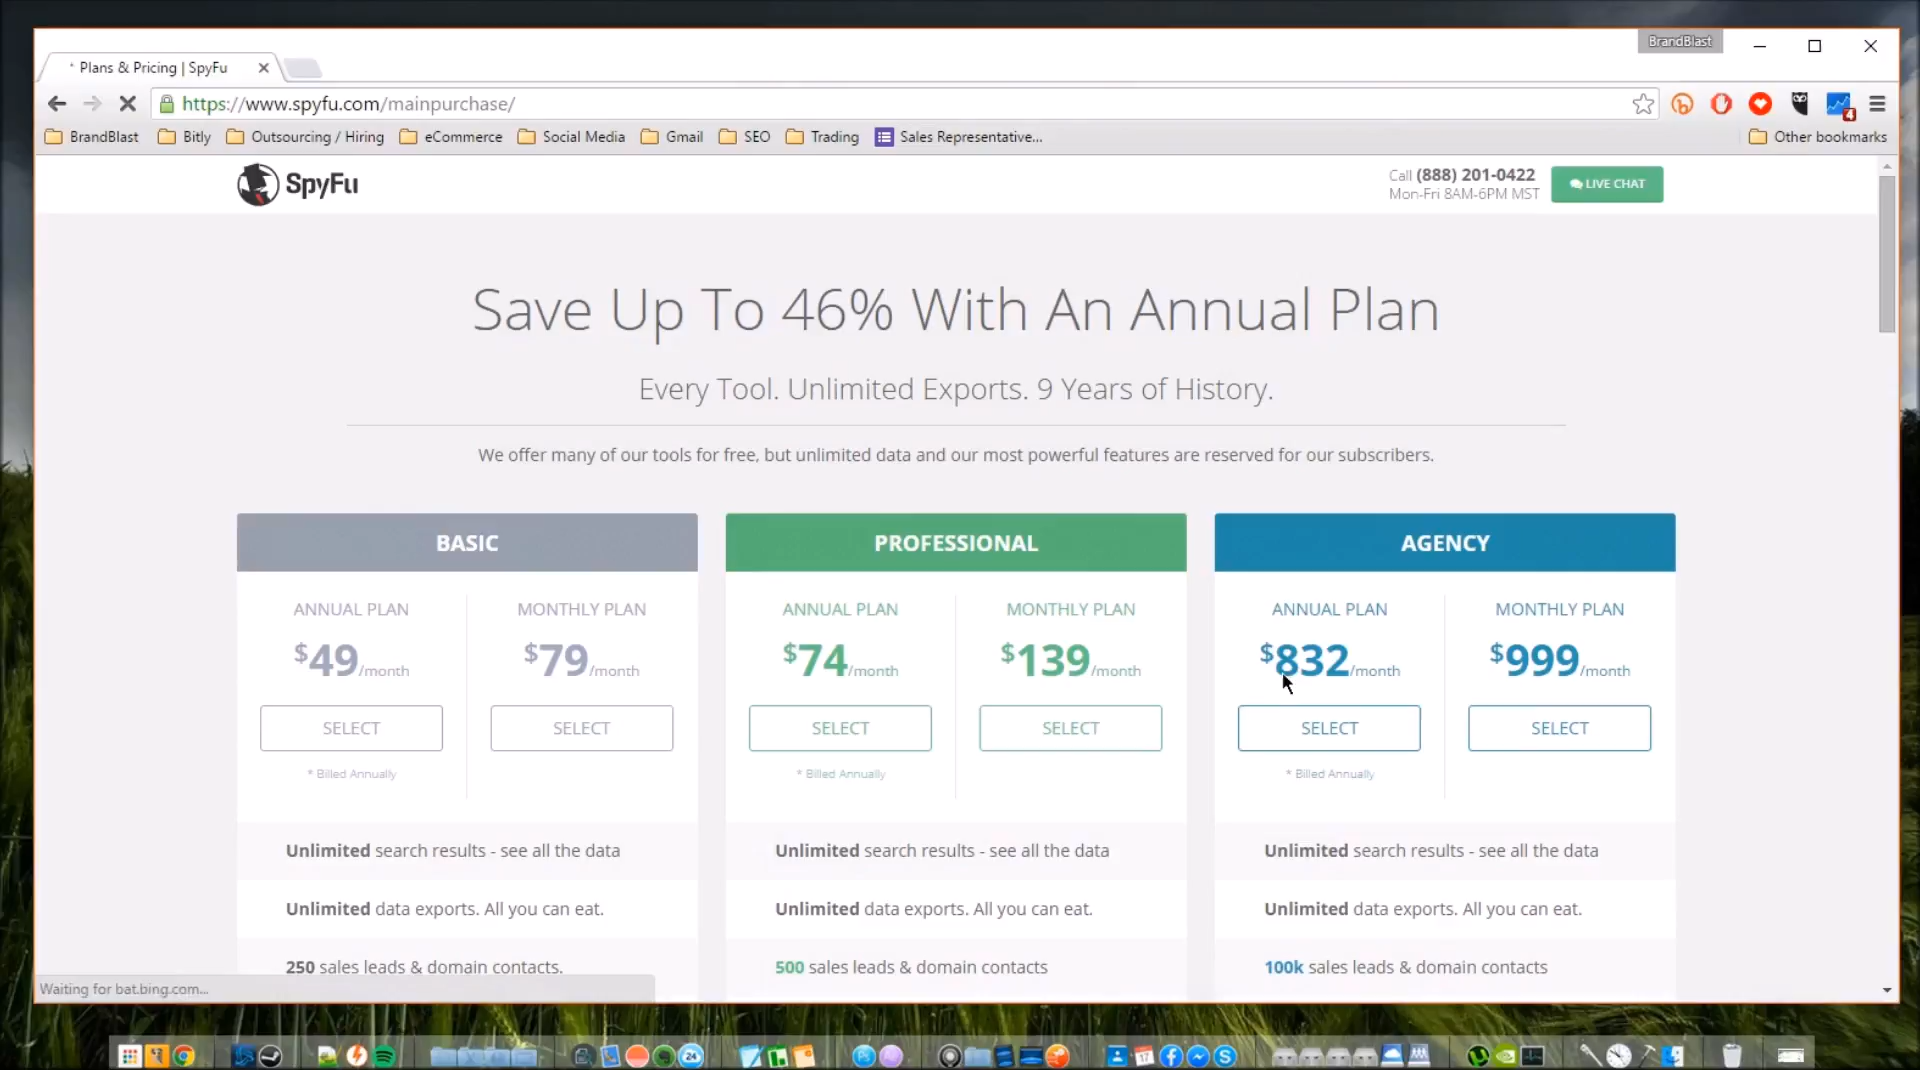 BrandBlast
Plans & Pricing | SpyFu
https://www.spyfu.com/mainpurchase/
4
BrandBlast Bitly Outsourcing / Hiring eCommerce Social Media Gmail SEO Trading Sales Representative... Other bookmarks
SpyFu
Call (888) 201-0422
Mon-Fri 8AM-6PM MST
LIVE CHAT
Save Up To 46% With An Annual Plan
Every Tool. Unlimited Exports. 9 Years of History.
We offer many of our tools for free, but unlimited data and our most powerful features are reserved for our subscribers.
BASIC
ANNUAL PLAN MONTHLY PLAN
$49/month $79/month
SELECT SELECT
* Billed Annually
Unlimited search results - see all the data
Unlimited data exports. All you can eat.
250 sales leads & domain contacts.
PROFESSIONAL
ANNUAL PLAN MONTHLY PLAN
$74/month $139/month
SELECT SELECT
* Billed Annually
Unlimited search results - see all the data
Unlimited data exports. All you can eat.
500 sales leads & domain contacts
AGENCY
ANNUAL PLAN MONTHLY PLAN
$832/month $999/month
SELECT SELECT
* Billed Annually
Unlimited search results - see all the data
Unlimited data exports. All you can eat.
100k sales leads & domain contacts
Waiting for bat.bing.com...
24
17